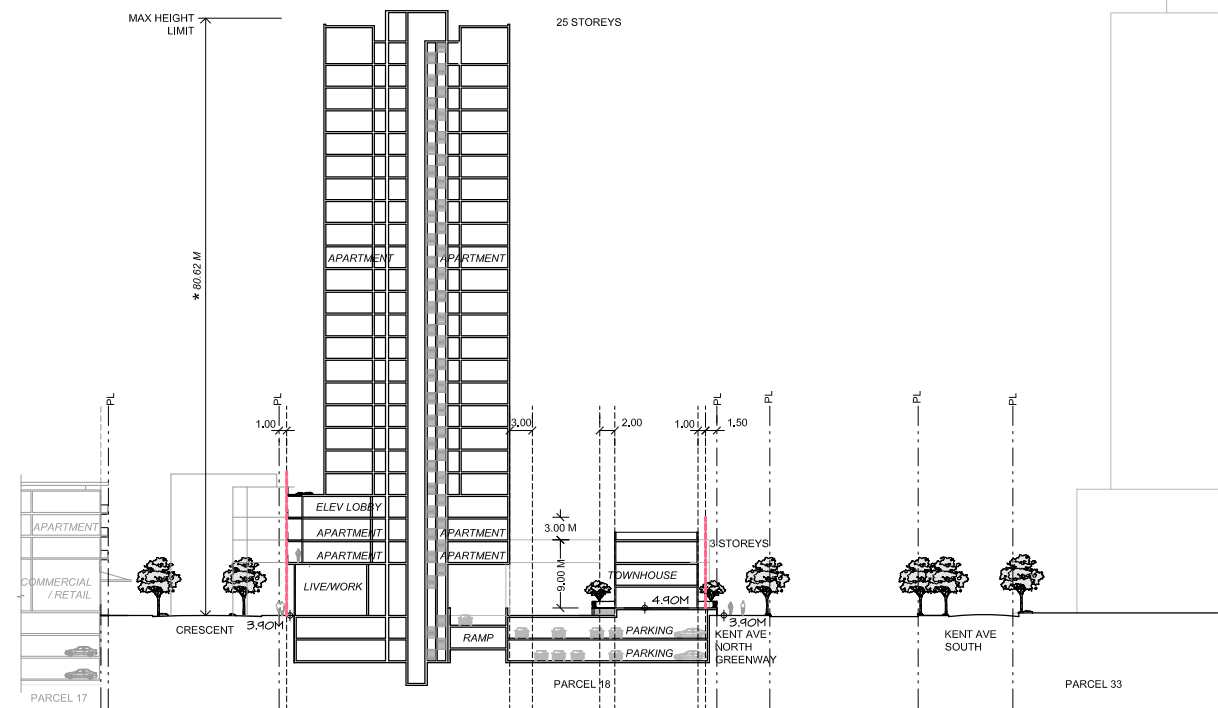 MAX HEIGHT
LIMIT
25 STOREYS
* 80.62 M
APARTMENT
APARTMENT
PL
PL
PL
PL
PL
PL
1.00
3.00
2.00
1.00
1.50
ELEV LOBBY
APARTMENT
APARTMENT
APARTMENT
APARTMENT
APARTMENT
3.00 M
3 STOREYS
9.00 M
COMMERCIAL
/ RETAIL
LIVE/WORK
TOWNHOUSE
4.90M
CRESCENT
3.90M
3.90M
RAMP
PARKING
PARKING
KENT AVE
NORTH
GREENWAY
KENT AVE
SOUTH
PARCEL 17
PARCEL 18
PARCEL 33